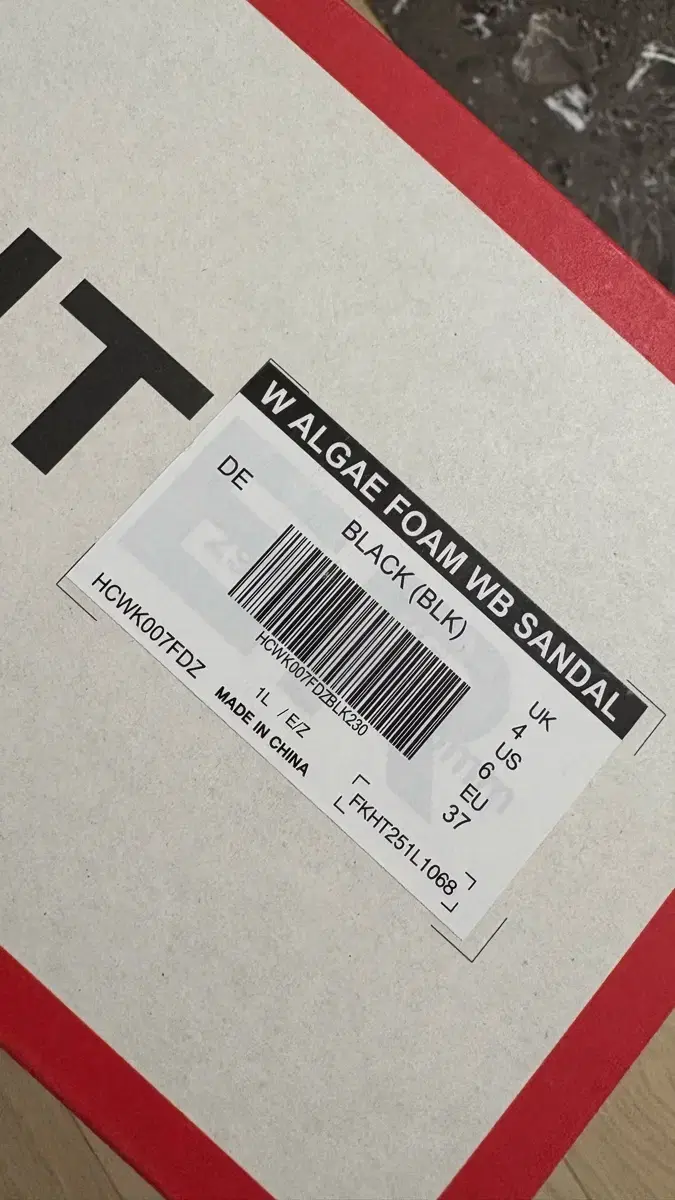 T
W ALGAE FOAM WB SANDAL
DE
BLACK (BLK)
UK
4
US
6
EU
37
HCWK007FDZBLK230
HCWK007FDZ
1L / E/Z
MADE IN CHINA
FKHT251L1068